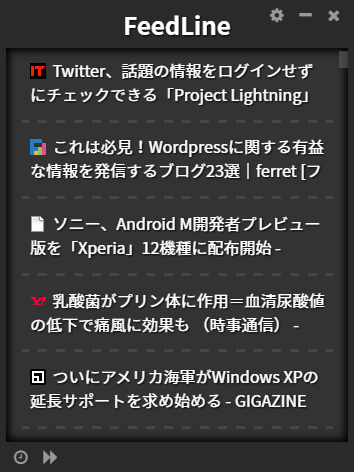 FeedLine
Twitter、話題の情報をログインせず
にチェックできる「Project Lightning」
これは必見！Wordpressに関する有益
な情報を発信するブログ23選｜ferret [フ
ソニー、Android M開発者プレビュー
版を「Xperia」12機種に配布開始 -
乳酸菌がプリン体に作用＝血清尿酸値
の低下で痛風に効果も （時事通信） -
ついにアメリカ海軍がWindows XPの
延長サポートを求め始める - GIGAZINE